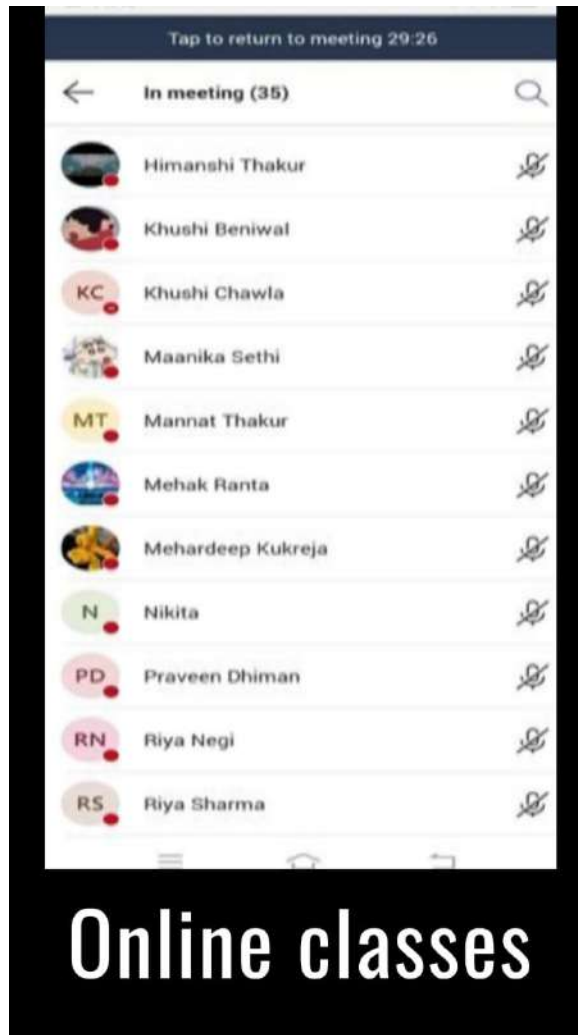 Tap to return to meeting 29:26
In meeting (35)
Himanshi Thakur
Khushi Beniwal
KC Khushi Chawla
Maanika Sethi
MT Mannat Thakur
Mehak Ranta
Mehardeep Kukreja
N Nikita
PD Praveen Dhiman
RN Riya Negi
RS Riya Sharma
Online classes